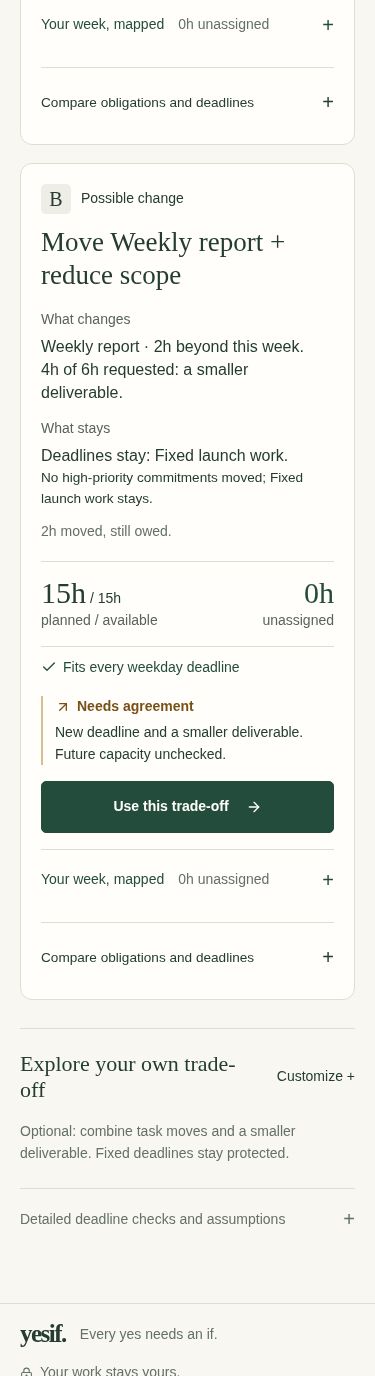 Your week, mapped 0h unassigned +
Compare obligations and deadlines +
B Possible change
Move Weekly report +
reduce scope
What changes
Weekly report · 2h beyond this week.
4h of 6h requested: a smaller
deliverable.
What stays
Deadlines stay: Fixed launch work.
No high-priority commitments moved; Fixed
launch work stays.
2h moved, still owed.
15h / 15h 0h
planned / available unassigned
Fits every weekday deadline
Needs agreement
New deadline and a smaller deliverable.
Future capacity unchecked.
Use this trade-off →
Your week, mapped 0h unassigned +
Compare obligations and deadlines +
Explore your own trade-
off
Customize +
Optional: combine task moves and a smaller
deliverable. Fixed deadlines stay protected.
Detailed deadline checks and assumptions +
yesif. Every yes needs an if.
Your work stays yours.